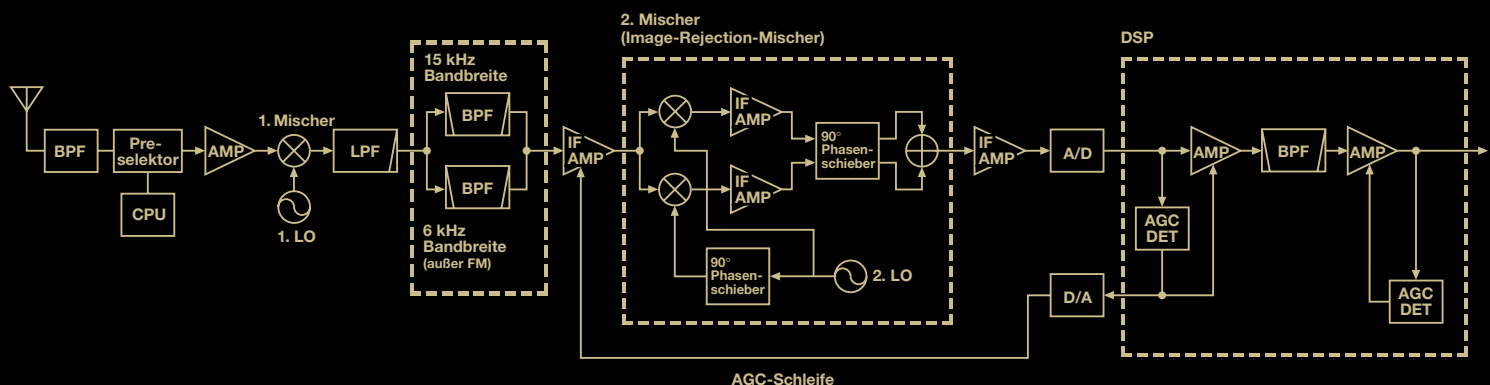 2. Mischer
(Image-Rejection-Mischer)
DSP
15 kHz
Bandbreite
BPF
BPF
6 kHz
Bandbreite
(außer FM)
BPF
Pre-
selektor
CPU
AMP
1. Mischer
1. LO
LPF
IF
AMP
IF
AMP
IF
AMP
90°
Phasen-
schieber
90°
Phasen-
schieber
2. LO
IF
AMP
A/D
D/A
AMP
BPF
AMP
AGC
DET
AGC
DET
AGC-Schleife